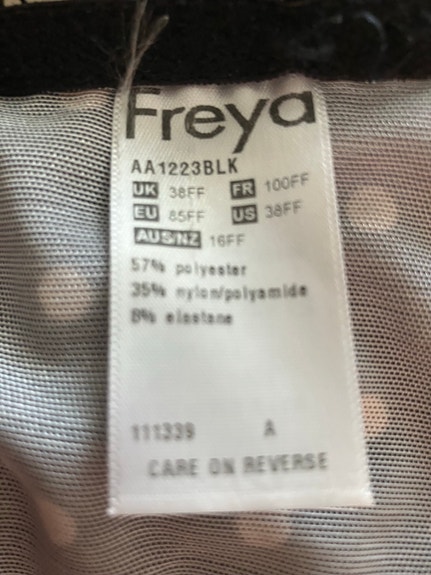 Freya
AA1223BLK
UK 38FF FR 100FF
EU 85FF US 38FF
AUS/NZ 16FF
57% polyester
35% nylon/polyamide
8% elastane
111339 A
CARE ON REVERSE